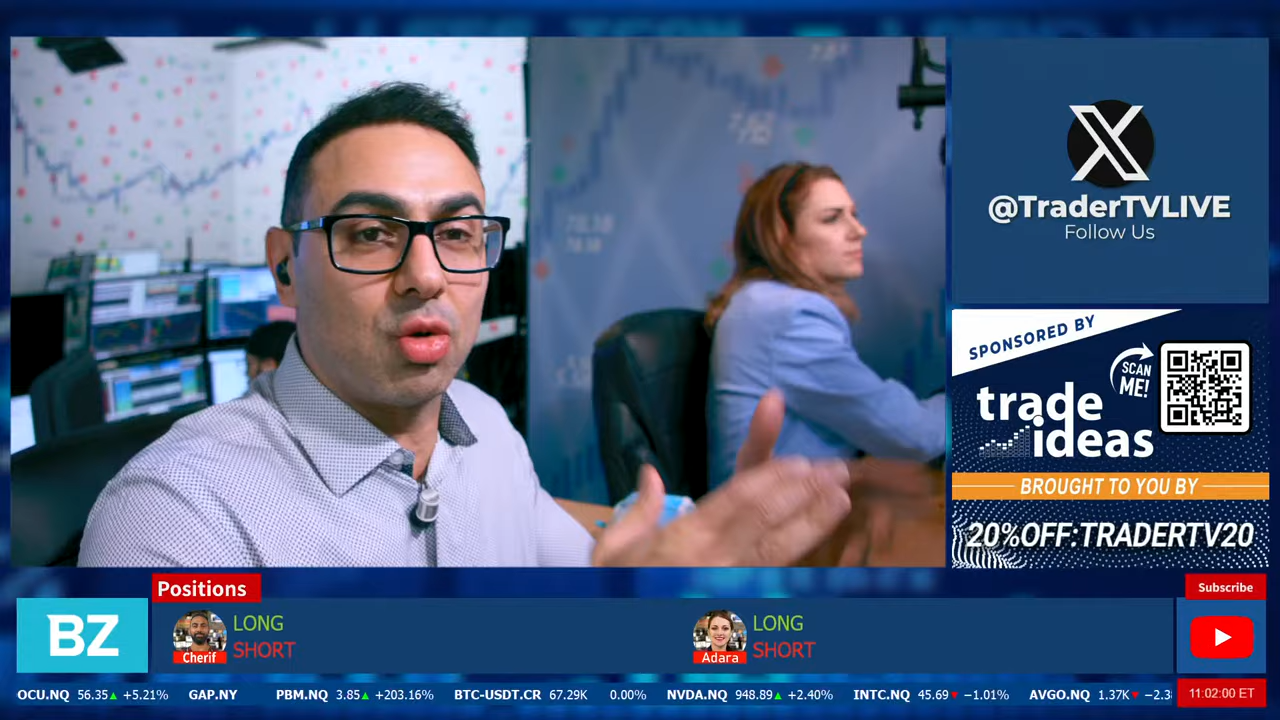 @TraderTVLIVE
Follow Us
SPONSORED BY
SCAN
ME!
trade
ideas
BROUGHT TO YOU BY
20%OFF:TRADERTV20
Positions
Subscribe
BZ
LONG
SHORT
Cherif
LONG
SHORT
Adara
OCU.NQ 56.35▲ +5.21% GAP.NY PBM.NQ 3.85▲ +203.16% BTC-USDT.CR 67.29K 0.00% NVDA.NQ 948.89▲ +2.40% INTC.NQ 45.69▼ −1.01% AVGO.NQ 1.37K▼ −2.3
11:02:00 ET